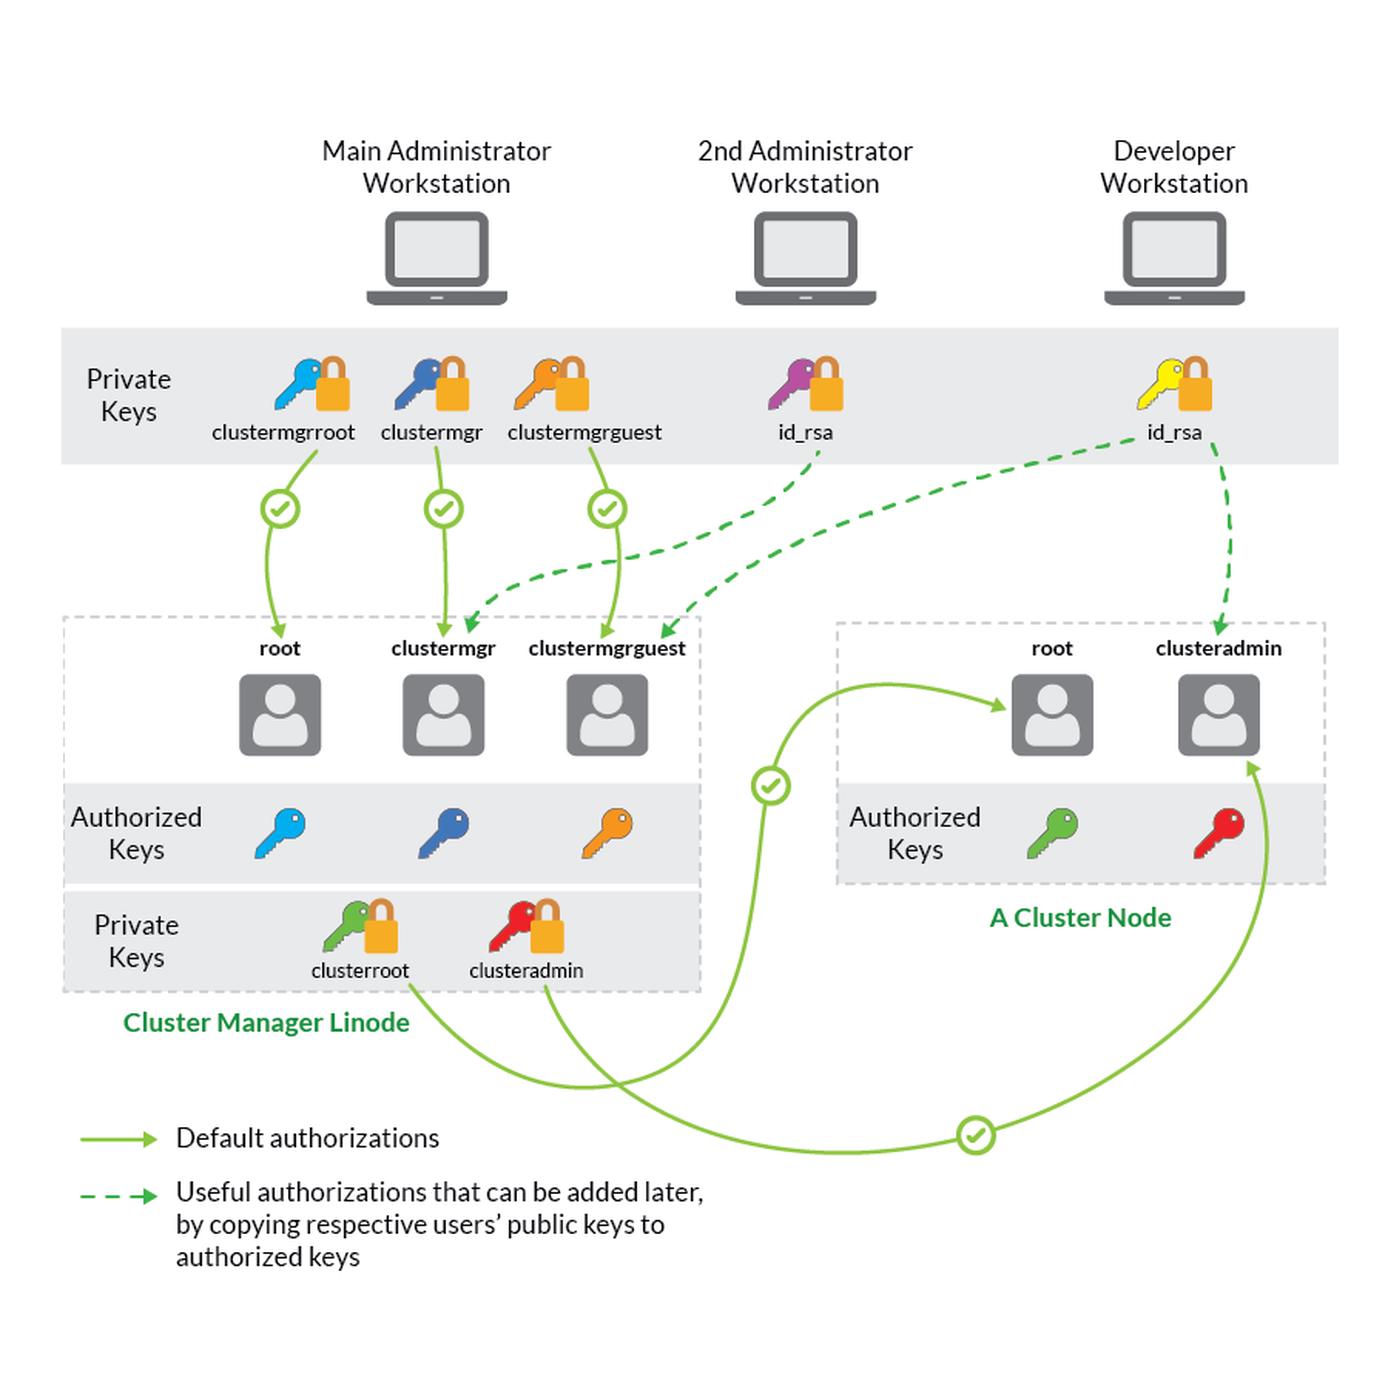 Main Administrator
Workstation
2nd Administrator
Workstation
Developer
Workstation
Private
Keys
clustermgrroot
clustermgr
clustermgrguest
id_rsa
id_rsa
root
clustermgr
clustermgrguest
root
clusteradmin
Authorized
Keys
Authorized
Keys
Private
Keys
clusterroot
clusteradmin
A Cluster Node
Cluster Manager Linode
Default authorizations
Useful authorizations that can be added later,
by copying respective users’ public keys to
authorized keys